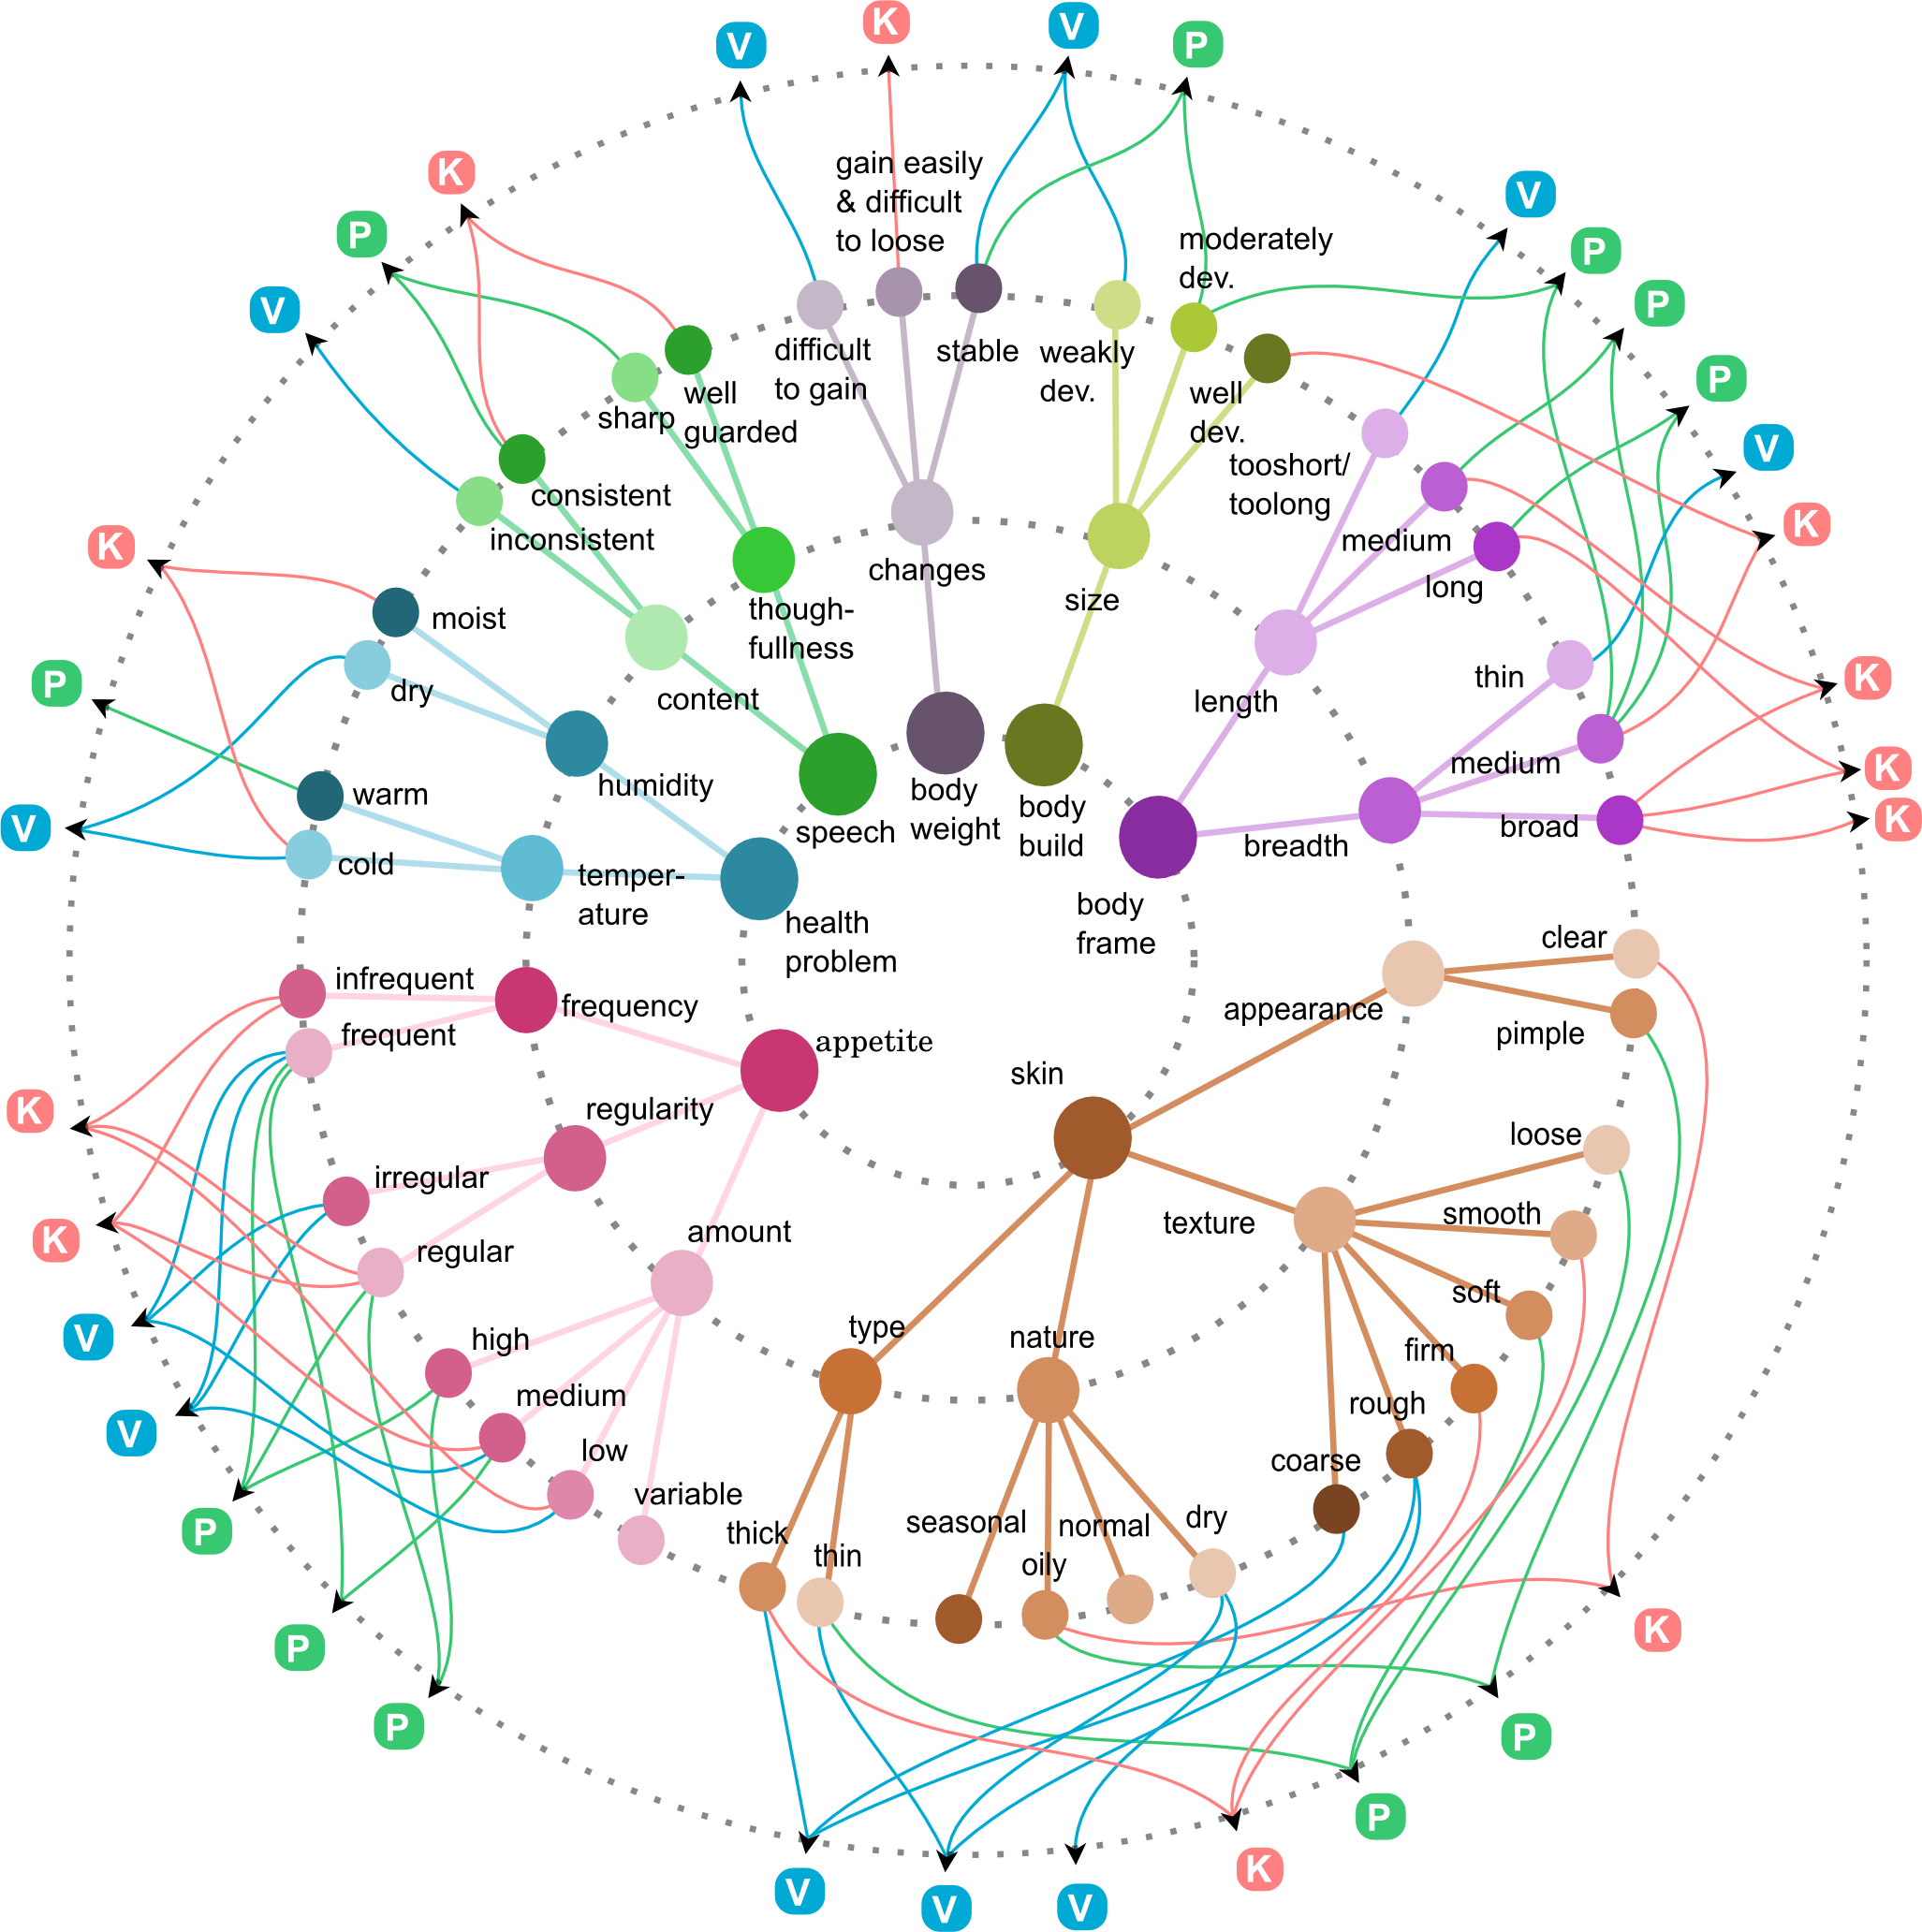 K
V
V
P
gain easily
& difficult
to loose
K
V
P
moderately
dev.
P
V
P
difficult
to gain
stable
weakly
dev.
P
well
guarded
sharp
well
dev.
V
tooshort/
toolong
consistent
inconsistent
medium
K
K
changes
long
size
though-
fullness
moist
K
thin
P
dry
content
length
medium
K
humidity
K
warm
V
body
weight
body
build
speech
broad
breadth
cold
temper-
ature
body
frame
health
problem
clear
infrequent
frequency
appearance
frequent
appetite
pimple
skin
K
regularity
loose
irregular
smooth
texture
K
amount
regular
soft
V
type
nature
high
firm
medium
rough
V
low
coarse
variable
seasonal
normal
dry
P
thick
thin
oily
K
P
P
P
P
K
V
V
V